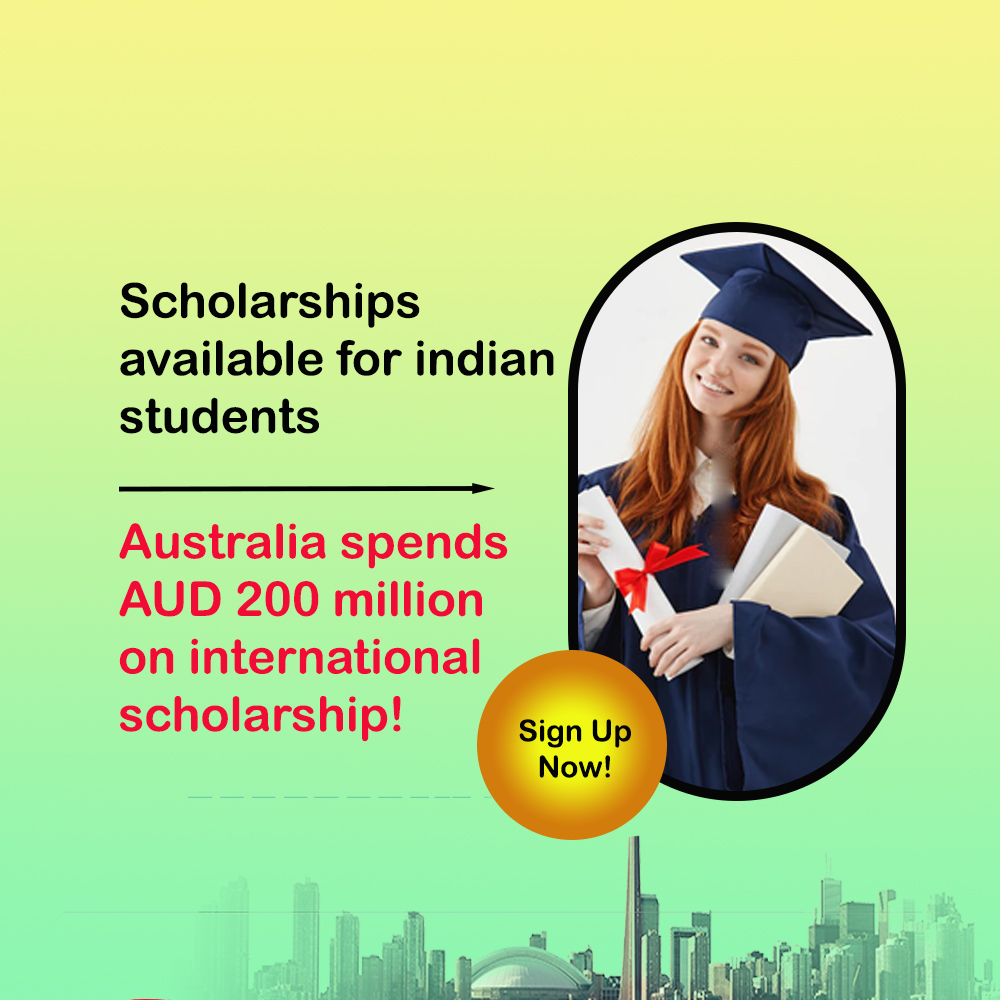 Scholarships
available for indian
students
Australia spends
AUD 200 million
on international
scholarship!
Sign Up
Now!